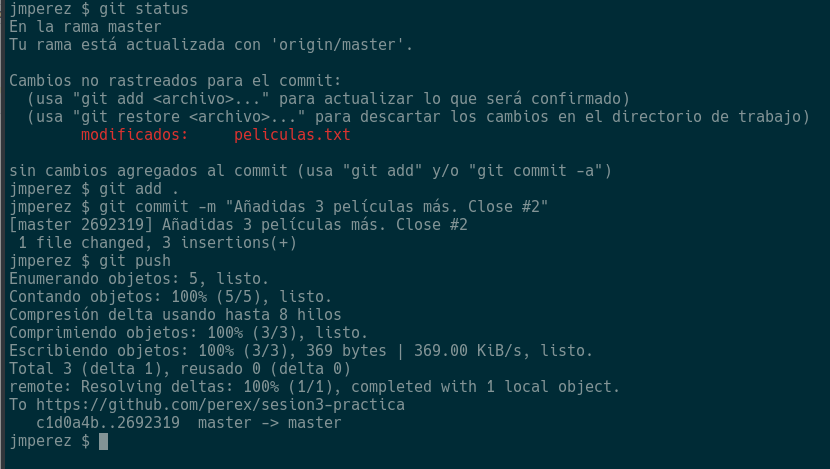 jmperez $ git status
En la rama master
Tu rama está actualizada con 'origin/master'.
Cambios no rastreados para el commit:
  (usa "git add <archivo>..." para actualizar lo que será confirmado)
  (usa "git restore <archivo>..." para descartar los cambios en el directorio de trabajo)
        modificados:     peliculas.txt
sin cambios agregados al commit (usa "git add" y/o "git commit -a")
jmperez $ git add .
jmperez $ git commit -m "Añadidas 3 películas más. Close #2"
[master 2692319] Añadidas 3 películas más. Close #2
 1 file changed, 3 insertions(+)
jmperez $ git push
Enumerando objetos: 5, listo.
Contando objetos: 100% (5/5), listo.
Compresión delta usando hasta 8 hilos
Comprimiendo objetos: 100% (3/3), listo.
Escribiendo objetos: 100% (3/3), 369 bytes | 369.00 KiB/s, listo.
Total 3 (delta 1), reusado 0 (delta 0)
remote: Resolving deltas: 100% (1/1), completed with 1 local object.
To https://github.com/perex/sesion3-practica
   c1d0a4b..2692319  master -> master
jmperez $